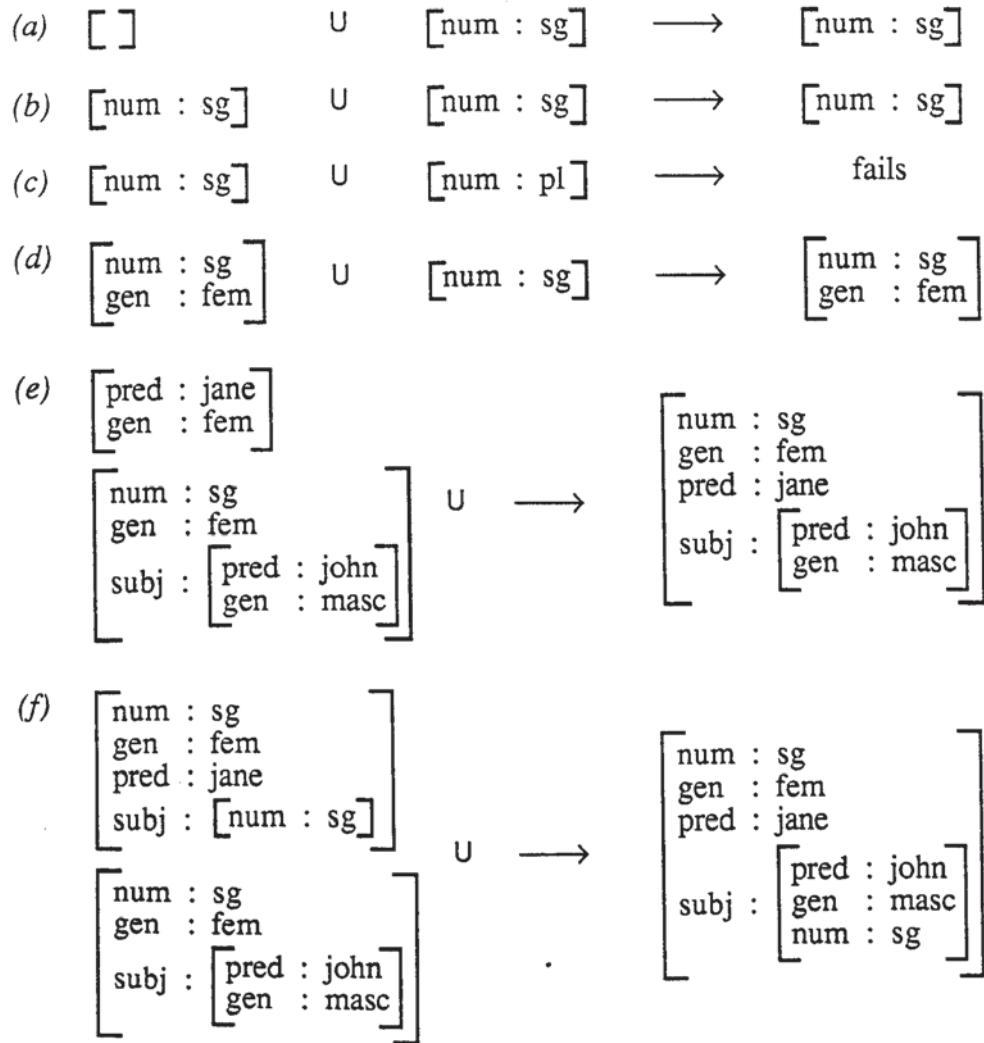 (a) [ ] U [num : sg] → [num : sg]
(b) [num : sg] U [num : sg] → [num : sg]
(c) [num : sg] U [num : pl] → fails
(d) [num : sg U [num : sg] → [num : sg
gen : fem] gen : fem]
(e) [pred : jane
gen : fem]
[num : sg
gen : fem
subj : [pred : john
gen : masc]]
U →
[num : sg
gen : fem
pred : jane
subj : [pred : john
gen : masc]]
(f) [num : sg
gen : fem
pred : jane
subj : [num : sg]]
[num : sg
gen : fem
subj : [pred : john
gen : masc]]
U →
[num : sg
gen : fem
pred : jane
subj : [pred : john
gen : masc
num : sg]]